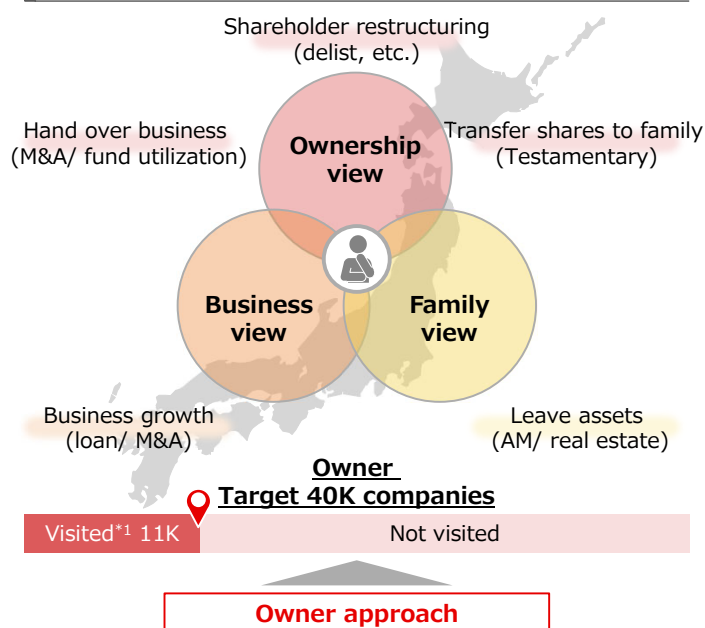 Shareholder restructuring
(delist, etc.)
Hand over business
(M&A/ fund utilization)
Transfer shares to family
(Testamentary)
Ownership
view
Business
view
Family
view
Business growth
(loan/ M&A)
Leave assets
(AM/ real estate)
Owner
Target 40K companies
Visited*1 11K
Not visited
Owner approach